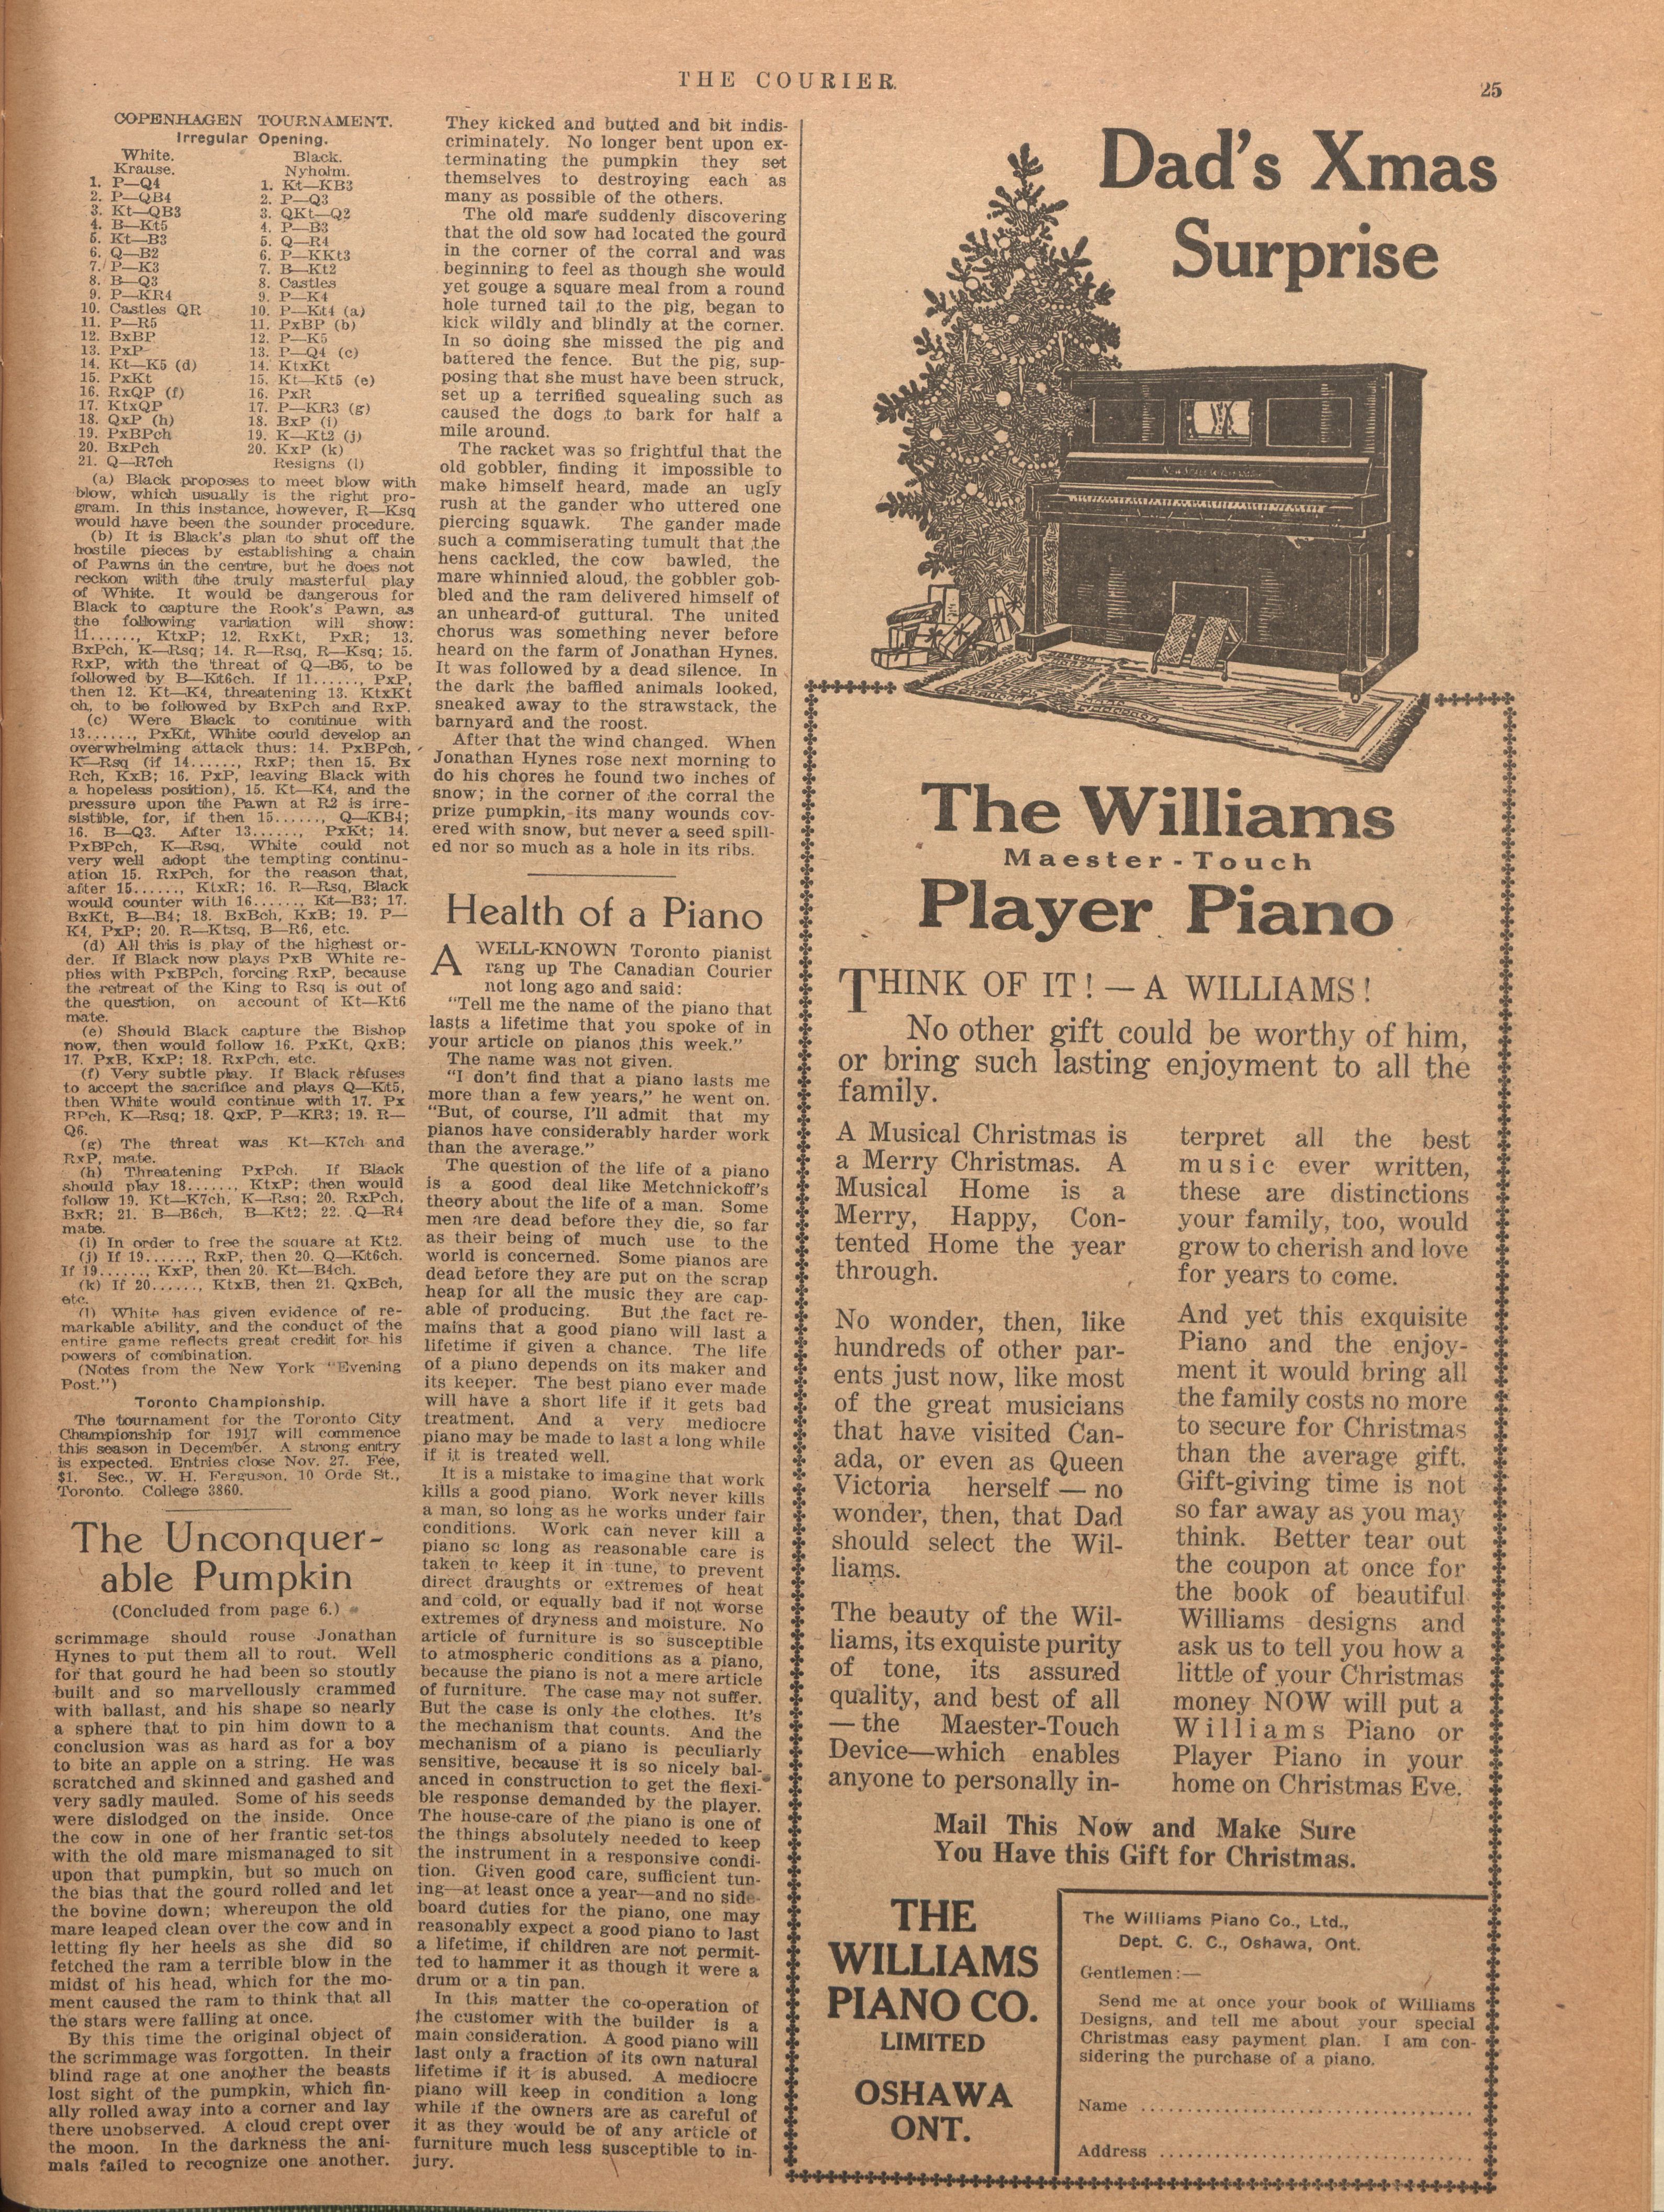 THE COURIER.
25
COPENHAGEN TOURNAMENT.
Irregular Opening.
White. Black.
Krause. Nyholm.
1. P—Q4 1. Kt—KB3
2. P—QB4 2. P—Q3
3. Kt—QB3 3. QKt—Q2
4. B—Kt5 4. P—B3
5. Kt—B3 5. Q—R4
6. Q—B2 6. P—KKt3
7. P—K3 7. B—Kt2
8. B—Q3 8. Castles
9. P—KR4 9. P—K4
10. Castles QR 10. P—Kt4 (a)
11. P—R5 11. PxBP (b)
12. BxBP 12. P—K5
13. PxP 13. P—Q4 (c)
14. Kt—K5 (d) 14. KtxKt
15. PxKt 15. Kt—Kt5 (e)
16. RxQP (f) 16. PxR
17. KtxQP 17. P—KR3 (g)
18. QxP (h) 18. BxP (i)
19. PxBPch 19. K—Kt2 (j)
20. BxPch 20. KxP (k)
21. Q—R7ch Resigns (l)
(a) Black proposes to meet blow with
blow, which usually is the right pro-
gram. In this instance, however, R—Ksq
would have been the sounder procedure.
(b) It is Black's plan to shut off the
hostile pieces by establishing a chain
of Pawns in the centre, but he does not
reckon with the truly masterful play
of White. It would be dangerous for
Black to capture the Rook's Pawn, as
the following variation will show:
11......, KtxP; 12. RxKt, PxR; 13.
BxPch, K—Rsq; 14. R—Rsq, R—Ksq; 15.
RxP, with the threat of Q—B5, to be
followed by B—Kt6ch. If 11......, PxP,
then 12. Kt—K4, threatening 13. KtxKt
ch, to be followed by BxPch and RxP.
(c) Were Black to continue with
13......, PxKt, White could develop an
overwhelming attack thus: 14. PxBPch,
K—Rsq (if 14......, RxP; then 15. Bx
Rch, KxB; 16. PxP, leaving Black with
a hopeless position), 15. Kt—K4, and the
pressure upon the Pawn at R2 is irre-
sistible, for, if then 15......, Q—KB4;
16. B—Q3. After 13......, PxKt; 14.
PxBPch, K—Rsq, White could not
very well adopt the tempting continu-
ation 15. RxPch, for the reason that,
after 15......, KtxR; 16. R—Rsq, Black
would counter with 16......, Kt—B3; 17.
BxKt, B—B4; 18. BxBch, KxB; 19. P—
K4, PxP; 20. R—Ktsq, B—R6, etc.
(d) All this is play of the highest or-
der. If Black now plays PxB White re-
plies with PxBPch, forcing RxP, because
the retreat of the King to Rsq is out of
the question, on account of Kt—Kt6
mate.
(e) Should Black capture the Bishop
now, then would follow 16. PxKt, QxB;
17. PxB, KxP; 18. RxPch, etc.
(f) Very subtle play. If Black refuses
to accept the sacrifice and plays Q—Kt5,
then White would continue with 17. Px
BPch, K—Rsq; 18. QxP, P—KR3; 19. R—
Q6.
(g) The threat was Kt—K7ch and
RxP, mate.
(h) Threatening PxPch. If Black
should play 18......, KtxP; then would
follow 19. Kt—K7ch, K—Rsq; 20. RxPch,
BxR; 21. B—B6ch, B—Kt2; 22. Q—R4
mate.
(i) In order to free the square at Kt2.
(j) If 19......, RxP, then 20. Q—Kt6ch.
If 19......, KxP, then 20. Kt—B4ch.
(k) If 20......, KtxB, then 21. QxBch,
etc.
(l) White has given evidence of re-
markable ability, and the conduct of the
entire game reflects great credit for his
powers of combination.
(Notes from the New York "Evening
Post.")
Toronto Championship.
The tournament for the Toronto City
Championship for 1917 will commence
this season in December. A strong entry
is expected. Entries close Nov. 27. Fee,
$1. Sec., W. H. Ferguson, 10 Orde St.,
Toronto. College 3860.
The Unconquer-
able Pumpkin
(Concluded from page 6.)
scrimmage should rouse Jonathan
Hynes to put them all to rout. Well
for that gourd he had been so stoutly
built and so marvellously crammed
with ballast, and his shape so nearly
a sphere that to pin him down to a
conclusion was as hard as for a boy
to bite an apple on a string. He was
scratched and skinned and gashed and
very sadly mauled. Some of his seeds
were dislodged on the inside. Once
the cow in one of her frantic set-tos
with the old mare mismanaged to sit
upon that pumpkin, but so much on
the bias that the gourd rolled and let
the bovine down; whereupon the old
mare leaped clean over the cow and in
letting fly her heels as she did so
fetched the ram a terrible blow in the
midst of his head, which for the mo-
ment caused the ram to think that all
the stars were falling at once.
By this time the original object of
the scrimmage was forgotten. In their
blind rage at one another the beasts
lost sight of the pumpkin, which fin-
ally rolled away into a corner and lay
there unobserved. A cloud crept over
the moon. In the darkness the ani-
mals failed to recognize one another.
They kicked and butted and bit indis-
criminately. No longer bent upon ex-
terminating the pumpkin they set
themselves to destroying each as
many as possible of the others.
The old mare suddenly discovering
that the old sow had located the gourd
in the corner of the corral and was
beginning to feel as though she would
yet gouge a square meal from a round
hole turned tail to the pig, began to
kick wildly and blindly at the corner.
In so doing she missed the pig and
battered the fence. But the pig, sup-
posing that she must have been struck,
set up a terrified squealing such as
caused the dogs to bark for half a
mile around.
The racket was so frightful that the
old gobbler, finding it impossible to
make himself heard, made an ugly
rush at the gander who uttered one
piercing squawk. The gander made
such a commiserating tumult that the
hens cackled, the cow bawled, the
mare whinnied aloud, the gobbler gob-
bled and the ram delivered himself of
an unheard-of guttural. The united
chorus was something never before
heard on the farm of Jonathan Hynes.
It was followed by a dead silence. In
the dark the baffled animals looked,
sneaked away to the strawstack, the
barnyard and the roost.
After that the wind changed. When
Jonathan Hynes rose next morning to
do his chores he found two inches of
snow; in the corner of the corral the
prize pumpkin, its many wounds cov-
ered with snow, but never a seed spill-
ed nor so much as a hole in its ribs.
Health of a Piano
A WELL-KNOWN Toronto pianist
rang up The Canadian Courier
not long ago and said:
"Tell me the name of the piano that
lasts a lifetime that you spoke of in
your article on pianos this week."
The name was not given.
"I don't find that a piano lasts me
more than a few years," he went on.
"But, of course, I'll admit that my
pianos have considerably harder work
than the average."
The question of the life of a piano
is a good deal like Metchnickoff's
theory about the life of a man. Some
men are dead before they die, so far
as their being of much use to the
world is concerned. Some pianos are
dead before they are put on the scrap
heap for all the music they are cap-
able of producing. But the fact re-
mains that a good piano will last a
lifetime if given a chance. The life
of a piano depends on its maker and
its keeper. The best piano ever made
will have a short life if it gets bad
treatment. And a very mediocre
piano may be made to last a long while
if it is treated well.
It is a mistake to imagine that work
kills a good piano. Work never kills
a man, so long as he works under fair
conditions. Work can never kill a
piano so long as reasonable care is
taken to keep it in tune, to prevent
direct draughts or extremes of heat
and cold, or equally bad if not worse
extremes of dryness and moisture. No
article of furniture is so susceptible
to atmospheric conditions as a piano,
because the piano is not a mere article
of furniture. The case may not suffer.
But the case is only the clothes. It's
the mechanism that counts. And the
mechanism of a piano is peculiarly
sensitive, because it is so nicely bal-
anced in construction to get the flexi-
ble response demanded by the player.
The house-care of the piano is one of
the things absolutely needed to keep
the instrument in a responsive condi-
tion. Given good care, sufficient tun-
ing—at least once a year—and no side-
board duties for the piano, one may
reasonably expect a good piano to last
a lifetime, if children are not permit-
ted to hammer it as though it were a
drum or a tin pan.
In this matter the co-operation of
the customer with the builder is a
main consideration. A good piano will
last only a fraction of its own natural
lifetime if it is abused. A mediocre
piano will keep in condition a long
while if the owners are as careful of
it as they would be of any article of
furniture much less susceptible to in-
jury.
Dad's Xmas
Surprise
The Williams
Maester-Touch
Player Piano
THINK OF IT! — A WILLIAMS!
No other gift could be worthy of him,
or bring such lasting enjoyment to all the
family.
A Musical Christmas is
a Merry Christmas. A
Musical Home is a
Merry, Happy, Con-
tented Home the year
through.
No wonder, then, like
hundreds of other par-
ents just now, like most
of the great musicians
that have visited Can-
ada, or even as Queen
Victoria herself — no
wonder, then, that Dad
should select the Wil-
liams.
The beauty of the Wil-
liams, its exquiste purity
of tone, its assured
quality, and best of all
— the Maester-Touch
Device—which enables
anyone to personally in-
terpret all the best
music ever written,
these are distinctions
your family, too, would
grow to cherish and love
for years to come.
And yet this exquisite
Piano and the enjoy-
ment it would bring all
the family costs no more
to secure for Christmas
than the average gift.
Gift-giving time is not
so far away as you may
think. Better tear out
the coupon at once for
the book of beautiful
Williams designs and
ask us to tell you how a
little of your Christmas
money NOW will put a
Williams Piano or
Player Piano in your
home on Christmas Eve.
Mail This Now and Make Sure
You Have this Gift for Christmas.
THE
WILLIAMS
PIANO CO.
LIMITED
OSHAWA
ONT.
The Williams Piano Co., Ltd.,
Dept. C. C., Oshawa, Ont.
Gentlemen:—
Send me at once your book of Williams
Designs, and tell me about your special
Christmas easy payment plan. I am con-
sidering the purchase of a piano.
Name ....................................
Address ..................................